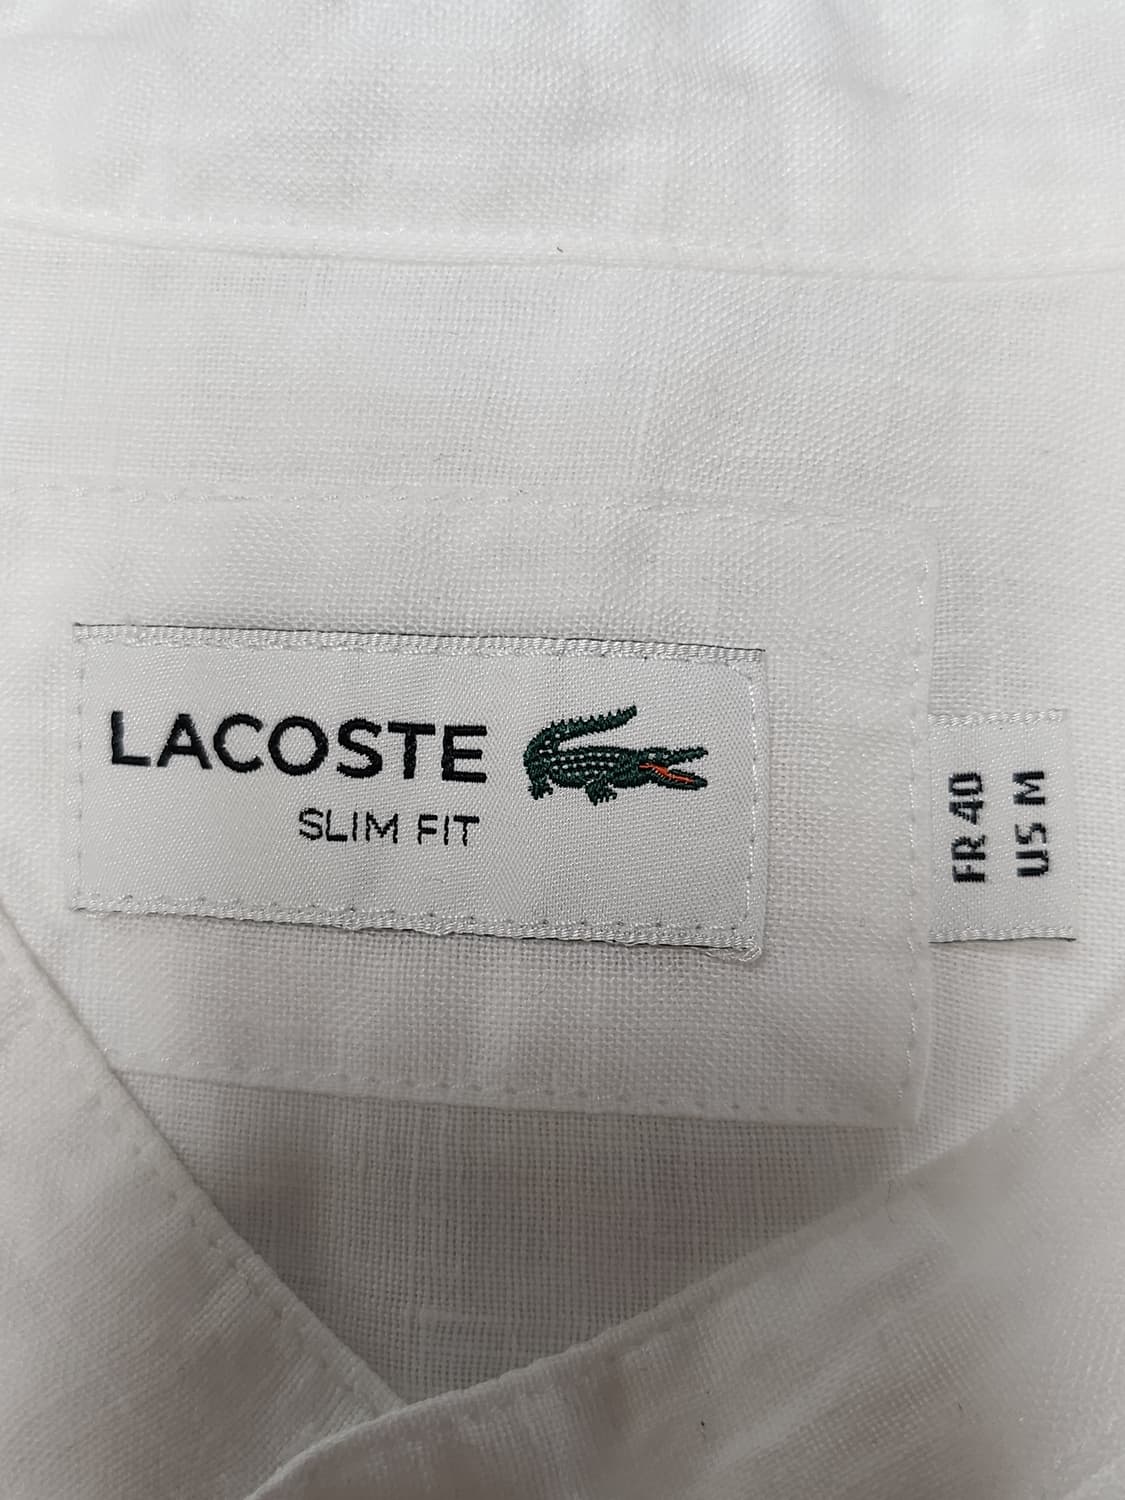 LACOSTE
SLIM FIT
FR 40
US M